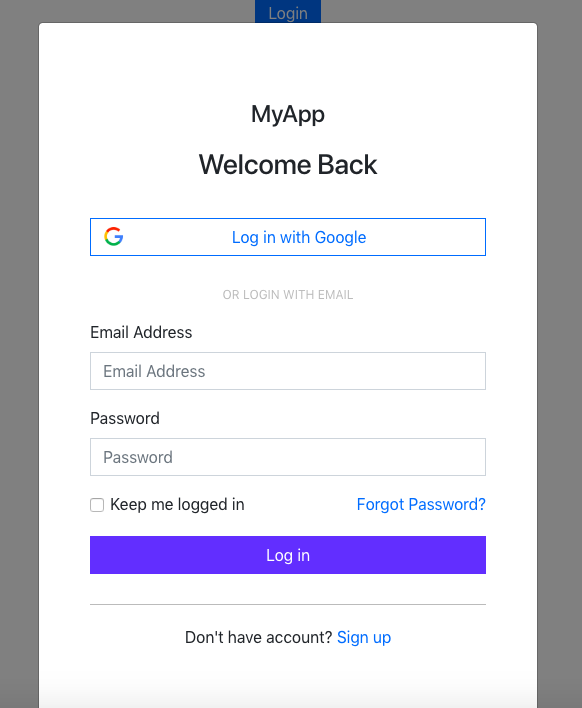 Login
MyApp
Welcome Back
Log in with Google
OR LOGIN WITH EMAIL
Email Address
Email Address
Password
Password
Keep me logged in Forgot Password?
Log in
Don't have account? Sign up